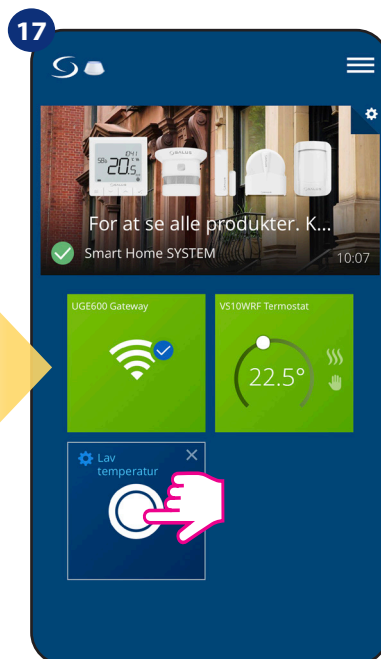 17
For at se alle produkter. K...
Smart Home SYSTEM
10:07
UGE600 Gateway
VS10WRF Termostat
22.5°
Lav
temperatur